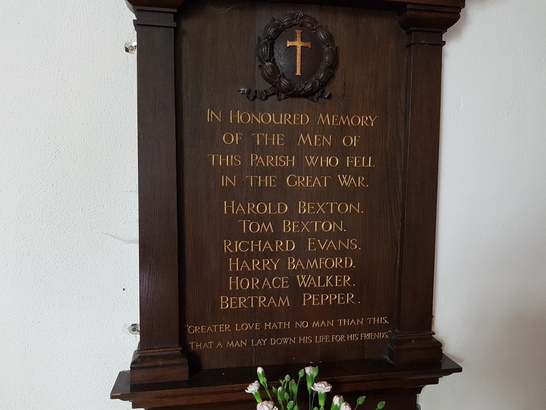 In Honoured Memory
of the Men of
this Parish who fell
in the Great War.
Harold Bexton.
Tom Bexton.
Richard Evans.
Harry Bamford.
Horace Walker.
Bertram Pepper.
"Greater love hath no man than this,
That a man lay down his life for his friends"